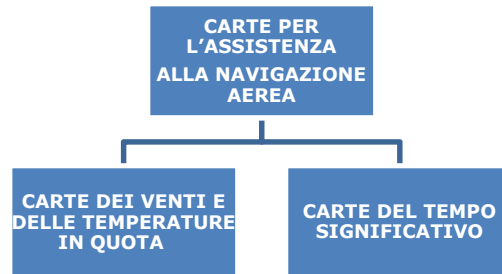 CARTE PER
L’ASSISTENZA
ALLA NAVIGAZIONE
AEREA
CARTE DEI VENTI E
DELLE TEMPERATURE
IN QUOTA
CARTE DEL TEMPO
SIGNIFICATIVO